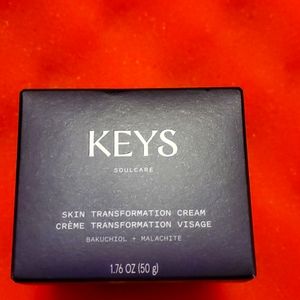 KEYS
SOULCARE
SKIN TRANSFORMATION CREAM
CRÈME TRANSFORMATION VISAGE
BAKUCHIOL + MALACHITE
1.76 OZ (50 g)